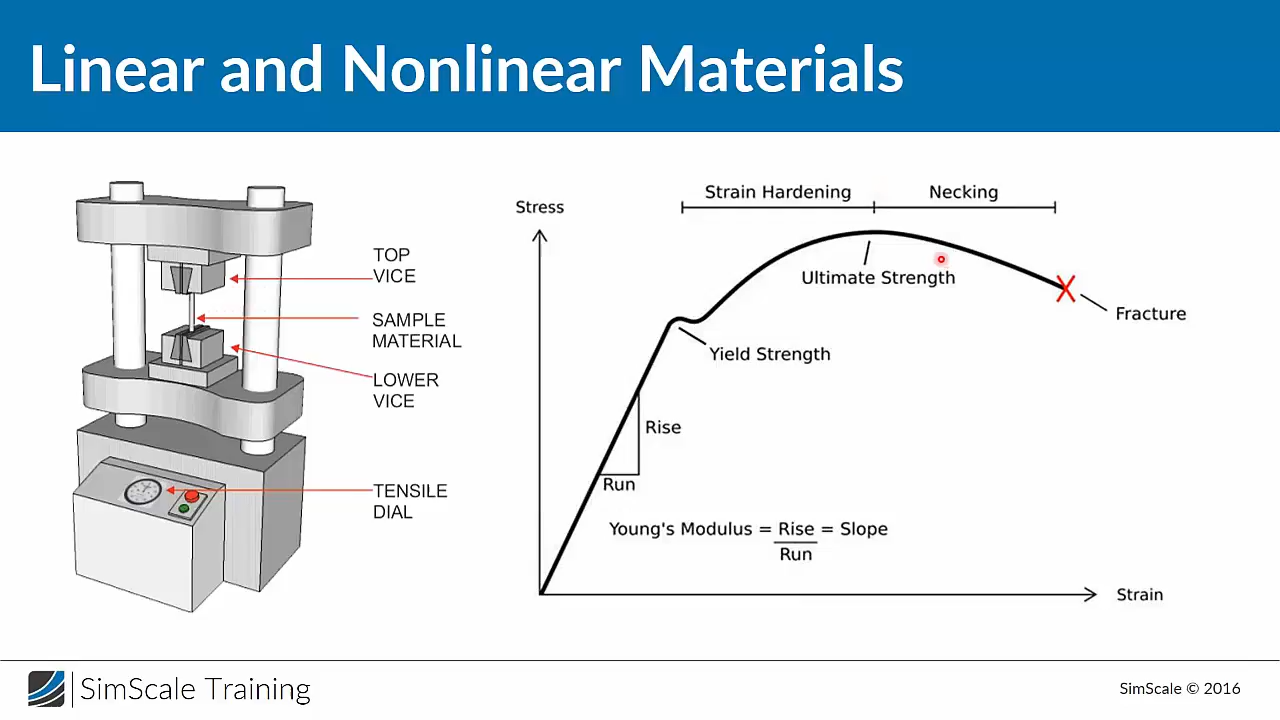 Linear and Nonlinear Materials
TOP
VICE
SAMPLE
MATERIAL
LOWER
VICE
TENSILE
DIAL
Strain Hardening
Necking
Stress
Ultimate Strength
Fracture
Yield Strength
Rise
Run
Young's Modulus = Rise = Slope
Run
Strain
SimScale Training
SimScale © 2016